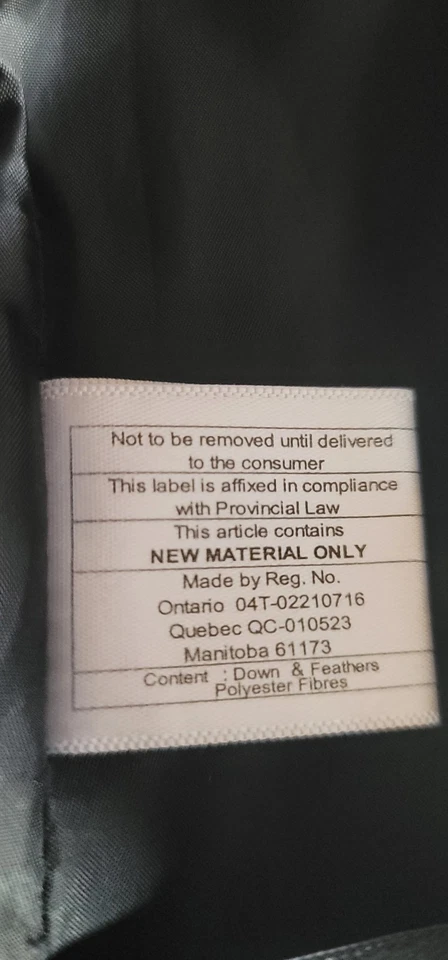 Not to be removed until delivered
to the consumer
This label is affixed in compliance
with Provincial Law
This article contains
NEW MATERIAL ONLY
Made by Reg. No.
Ontario 04T-02210716
Quebec QC-010523
Manitoba 61173
Content : Down & Feathers
Polyester Fibres